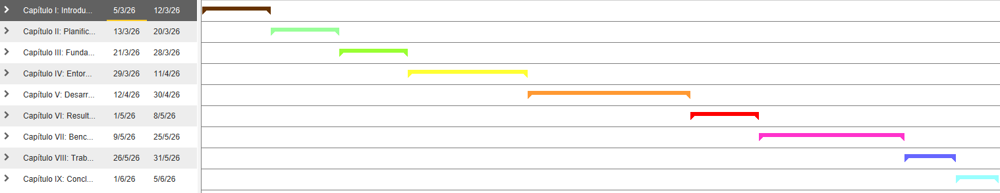 Capítulo I: Introdu... 5/3/26 12/3/26
Capítulo II: Planific... 13/3/26 20/3/26
Capítulo III: Funda... 21/3/26 28/3/26
Capítulo IV: Entor... 29/3/26 11/4/26
Capítulo V: Desarr... 12/4/26 30/4/26
Capítulo VI: Result... 1/5/26 8/5/26
Capítulo VII: Benc... 9/5/26 25/5/26
Capítulo VIII: Trab... 26/5/26 31/5/26
Capítulo IX: Concl... 1/6/26 5/6/26